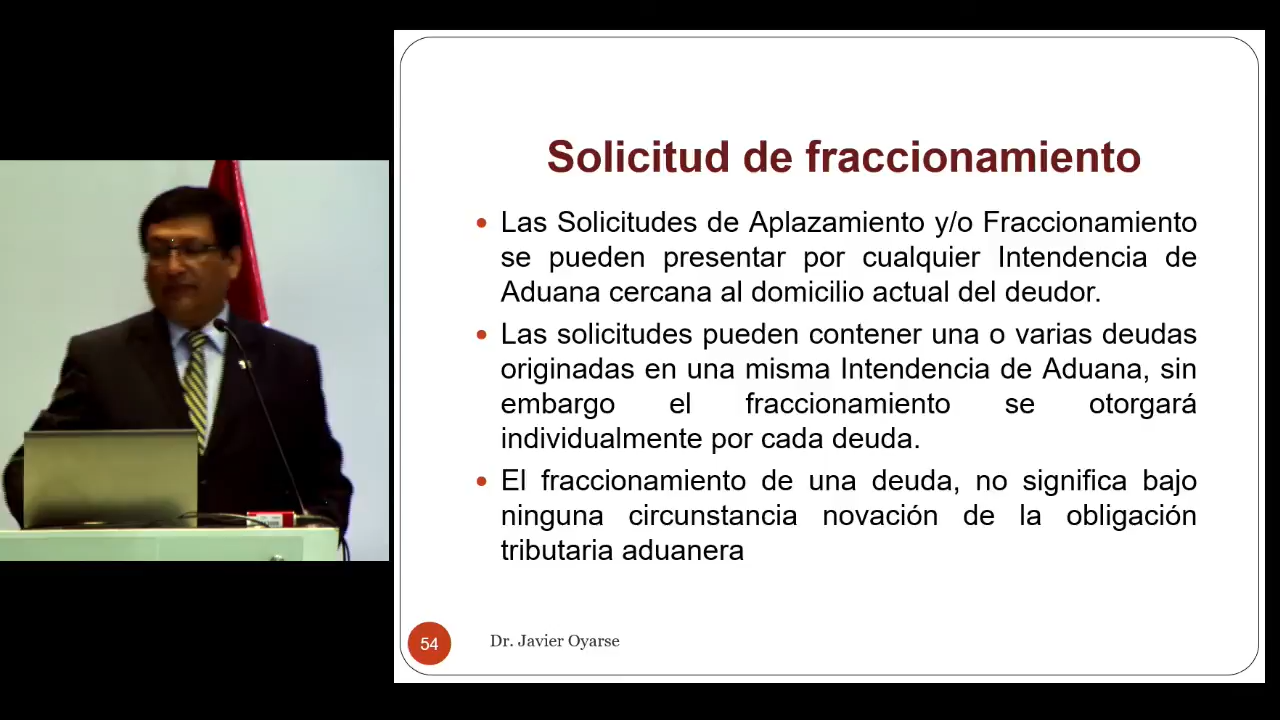 Solicitud de fraccionamiento
• Las Solicitudes de Aplazamiento y/o Fraccionamiento
se pueden presentar por cualquier Intendencia de
Aduana cercana al domicilio actual del deudor.
• Las solicitudes pueden contener una o varias deudas
originadas en una misma Intendencia de Aduana, sin
embargo el fraccionamiento se otorgará
individualmente por cada deuda.
• El fraccionamiento de una deuda, no significa bajo
ninguna circunstancia novación de la obligación
tributaria aduanera
54 Dr. Javier Oyarse